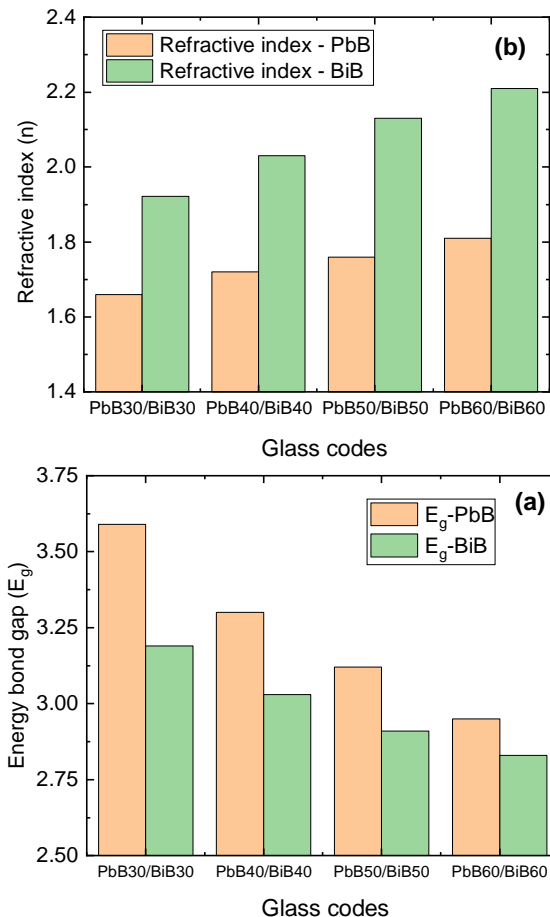 2.4
2.2
2.0
1.8
1.6
1.4
Refractive index (n)
Refractive index - PbB
Refractive index - BiB
(b)
PbB30/BiB30 PbB40/BiB40 PbB50/BiB50 PbB60/BiB60
Glass codes
3.75
3.50
3.25
3.00
2.75
2.50
Energy bond gap (Eg)
(a)
Eg-PbB
Eg-BiB
PbB30/BiB30 PbB40/BiB40 PbB50/BiB50 PbB60/BiB60
Glass codes